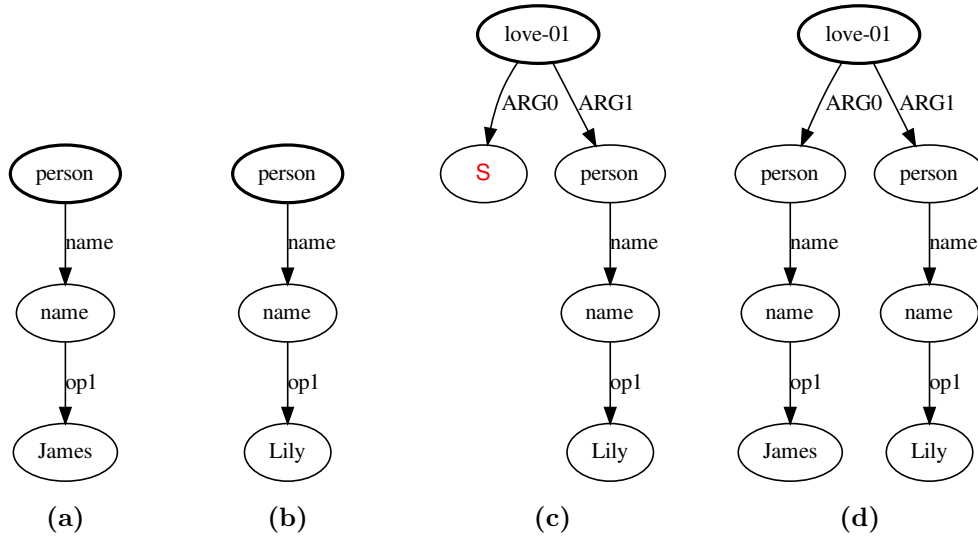 love-01
love-01
ARG0 ARG1
ARG0 ARG1
person
person
S
person
person
person
name
name
name
name
name
name
name
name
name
name
op1
op1
op1
op1
op1
James
Lily
Lily
James
Lily
(a)
(b)
(c)
(d)